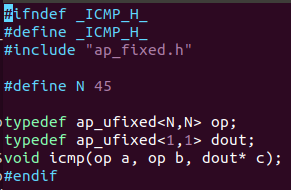 #ifndef _ICMP_H_
#define _ICMP_H_
#include "ap_fixed.h"
#define N 45
typedef ap_ufixed<N,N> op;
typedef ap_ufixed<1,1> dout;
void icmp(op a, op b, dout* c);
#endif